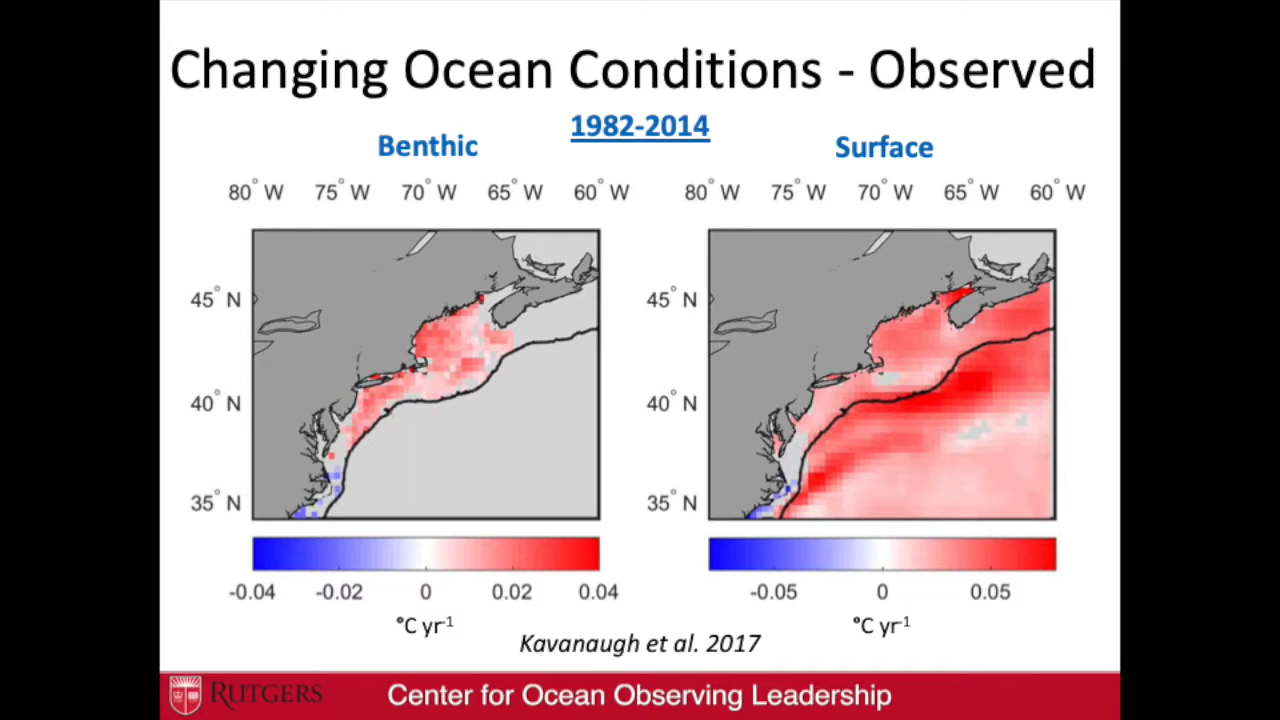 Changing Ocean Conditions - Observed
1982-2014
Benthic
Surface
80° W 75° W 70° W 65° W 60° W
80° W 75° W 70° W 65° W 60° W
45° N
40° N
35° N
45° N
40° N
35° N
-0.04 -0.02 0 0.02 0.04
-0.05 0 0.05
°C yr-1
°C yr-1
Kavanaugh et al. 2017
RUTGERS
Center for Ocean Observing Leadership